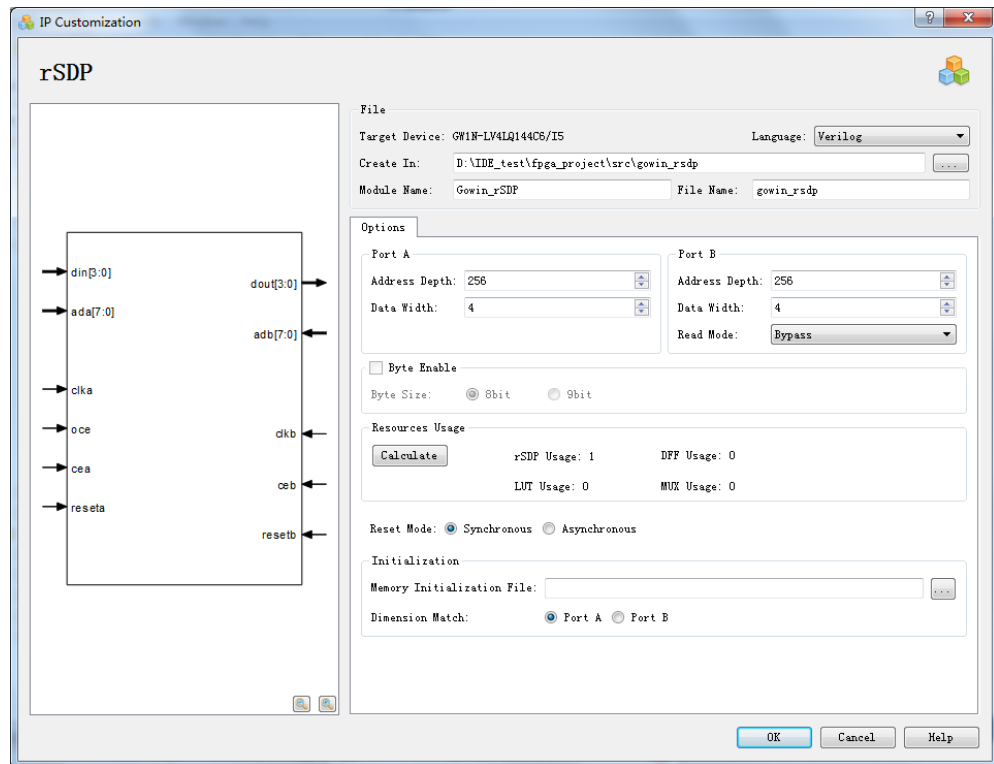 IP Customization
rSDP
din[3:0]
dout[3:0]
ada[7:0]
adb[7:0]
clka
oce
clkb
cea
ceb
reseta
resetb
File
Target Device: GW1N-LV4LQ144C6/I5 Language: Verilog
Create In: D:\IDE_test\fpga_project\src\gowin_rsdp ...
Module Name: Gowin_rSDP File Name: gowin_rsdp
Options
Port A Port B
Address Depth: 256 Address Depth: 256
Data Width: 4 Data Width: 4
Read Mode: Bypass
Byte Enable
Byte Size: 8bit 9bit
Resources Usage
Calculate rSDP Usage: 1 DFF Usage: 0
LUT Usage: 0 MUX Usage: 0
Reset Mode: Synchronous Asynchronous
Initialization
Memory Initialization File: ...
Dimension Match: Port A Port B
OK Cancel Help